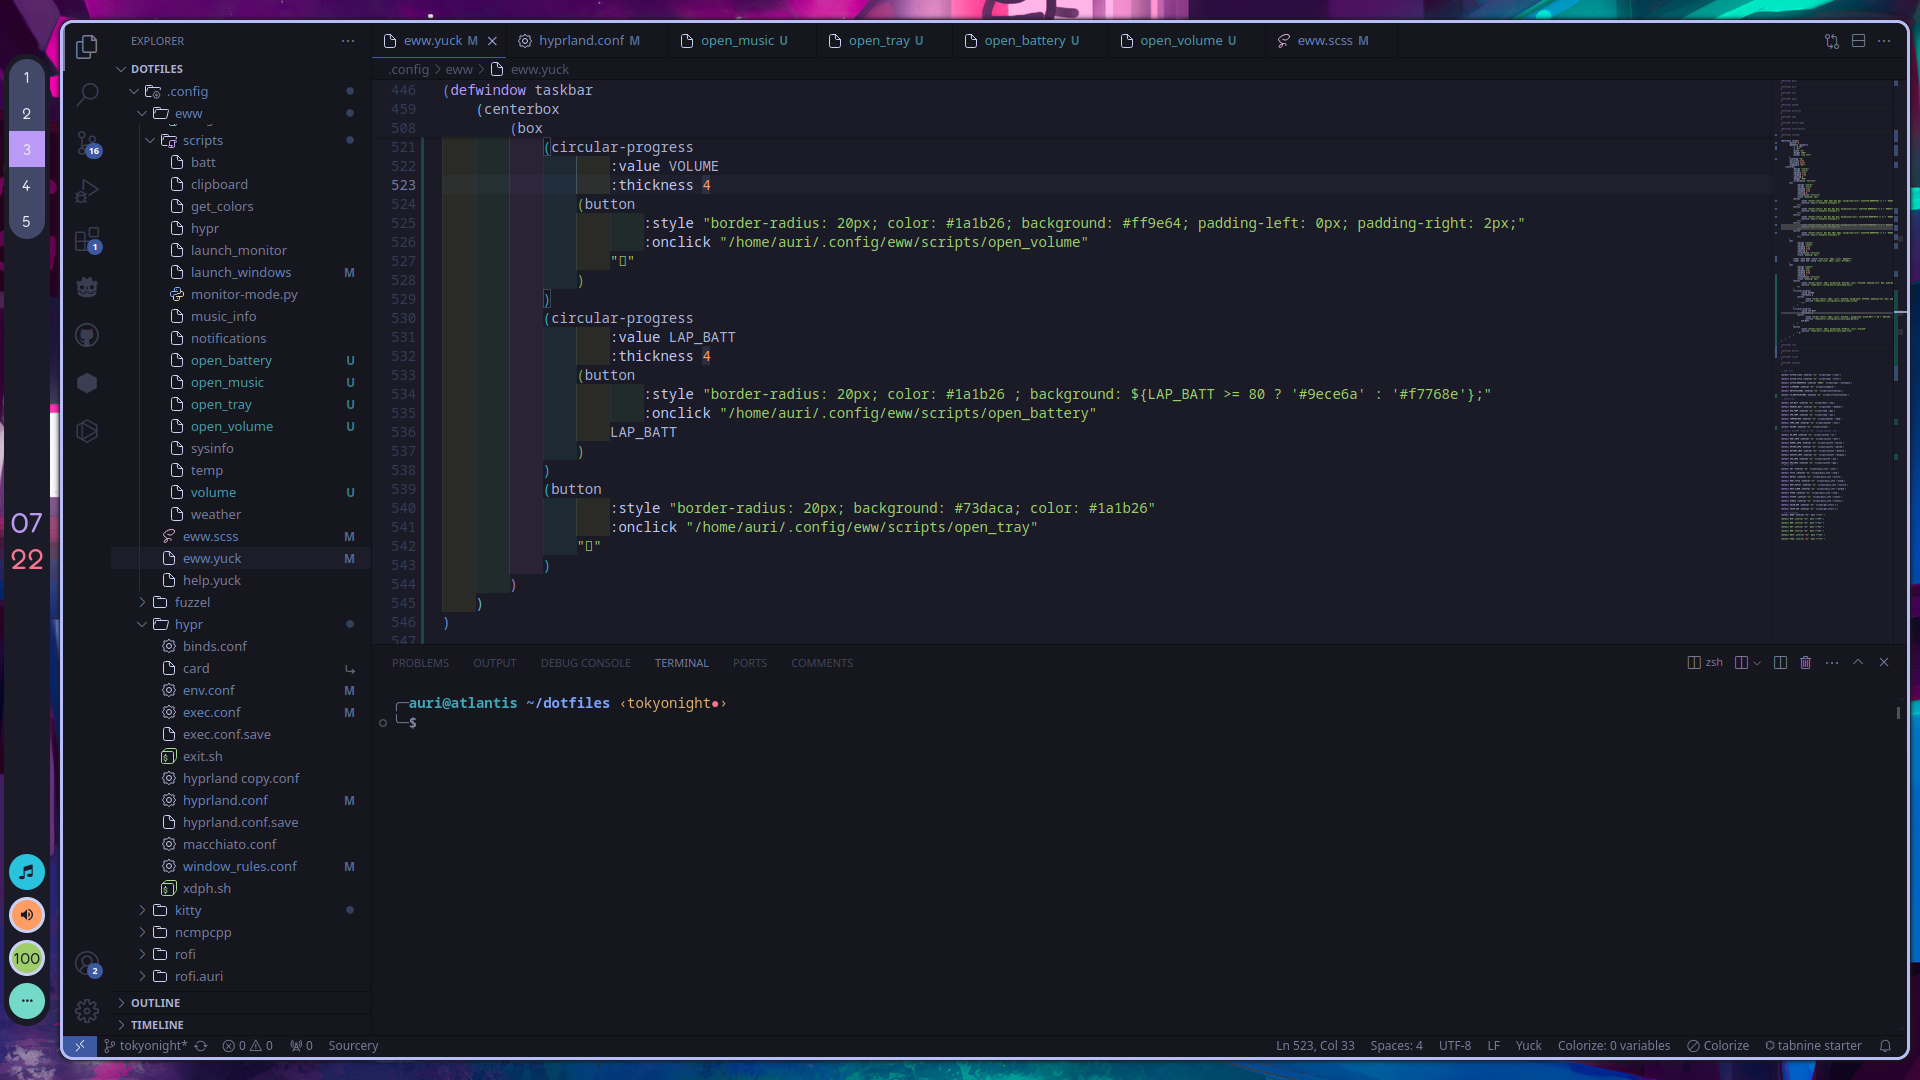 1
2
3
4
5
07
22
100
EXPLORER
DOTFILES
.config
eww
scripts
batt
clipboard
get_colors
hypr
launch_monitor
launch_windows M
monitor-mode.py
music_info
notifications
open_battery U
open_music U
open_tray U
open_volume U
sysinfo
temp
volume U
weather
eww.scss M
eww.yuck M
help.yuck
fuzzel
hypr
binds.conf
card
env.conf M
exec.conf M
exec.conf.save
exit.sh
hyprland copy.conf
hyprland.conf M
hyprland.conf.save
macchiato.conf
window_rules.conf M
xdph.sh
kitty
ncmpcpp
rofi
rofi.auri
OUTLINE
TIMELINE
16
1
2
eww.yuck M hyprland.conf M open_music U open_tray U open_battery U open_volume U eww.scss M
.config > eww > eww.yuck
446 (defwindow taskbar
459 (centerbox
508 (box
521 (circular-progress
522 :value VOLUME
523 :thickness 4
524 (button
525 :style "border-radius: 20px; color: #1a1b26; background: #ff9e64; padding-left: 0px; padding-right: 2px;"
526 :onclick "/home/auri/.config/eww/scripts/open_volume"
527 "▯"
528 )
529 )
530 (circular-progress
531 :value LAP_BATT
532 :thickness 4
533 (button
534 :style "border-radius: 20px; color: #1a1b26 ; background: ${LAP_BATT >= 80 ? '#9ece6a' : '#f7768e'};"
535 :onclick "/home/auri/.config/eww/scripts/open_battery"
536 LAP_BATT
537 )
538 )
539 (button
540 :style "border-radius: 20px; background: #73daca; color: #1a1b26"
541 :onclick "/home/auri/.config/eww/scripts/open_tray"
542 "▯"
543 )
544 )
545 )
546 )
547
PROBLEMS OUTPUT DEBUG CONSOLE TERMINAL PORTS COMMENTS
zsh
╭─auri@atlantis ~/dotfiles ‹tokyonight●›
╰─$
tokyonight* 0 0 0 Sourcery
Ln 523, Col 33 Spaces: 4 UTF-8 LF Yuck Colorize: 0 variables Colorize tabnine starter